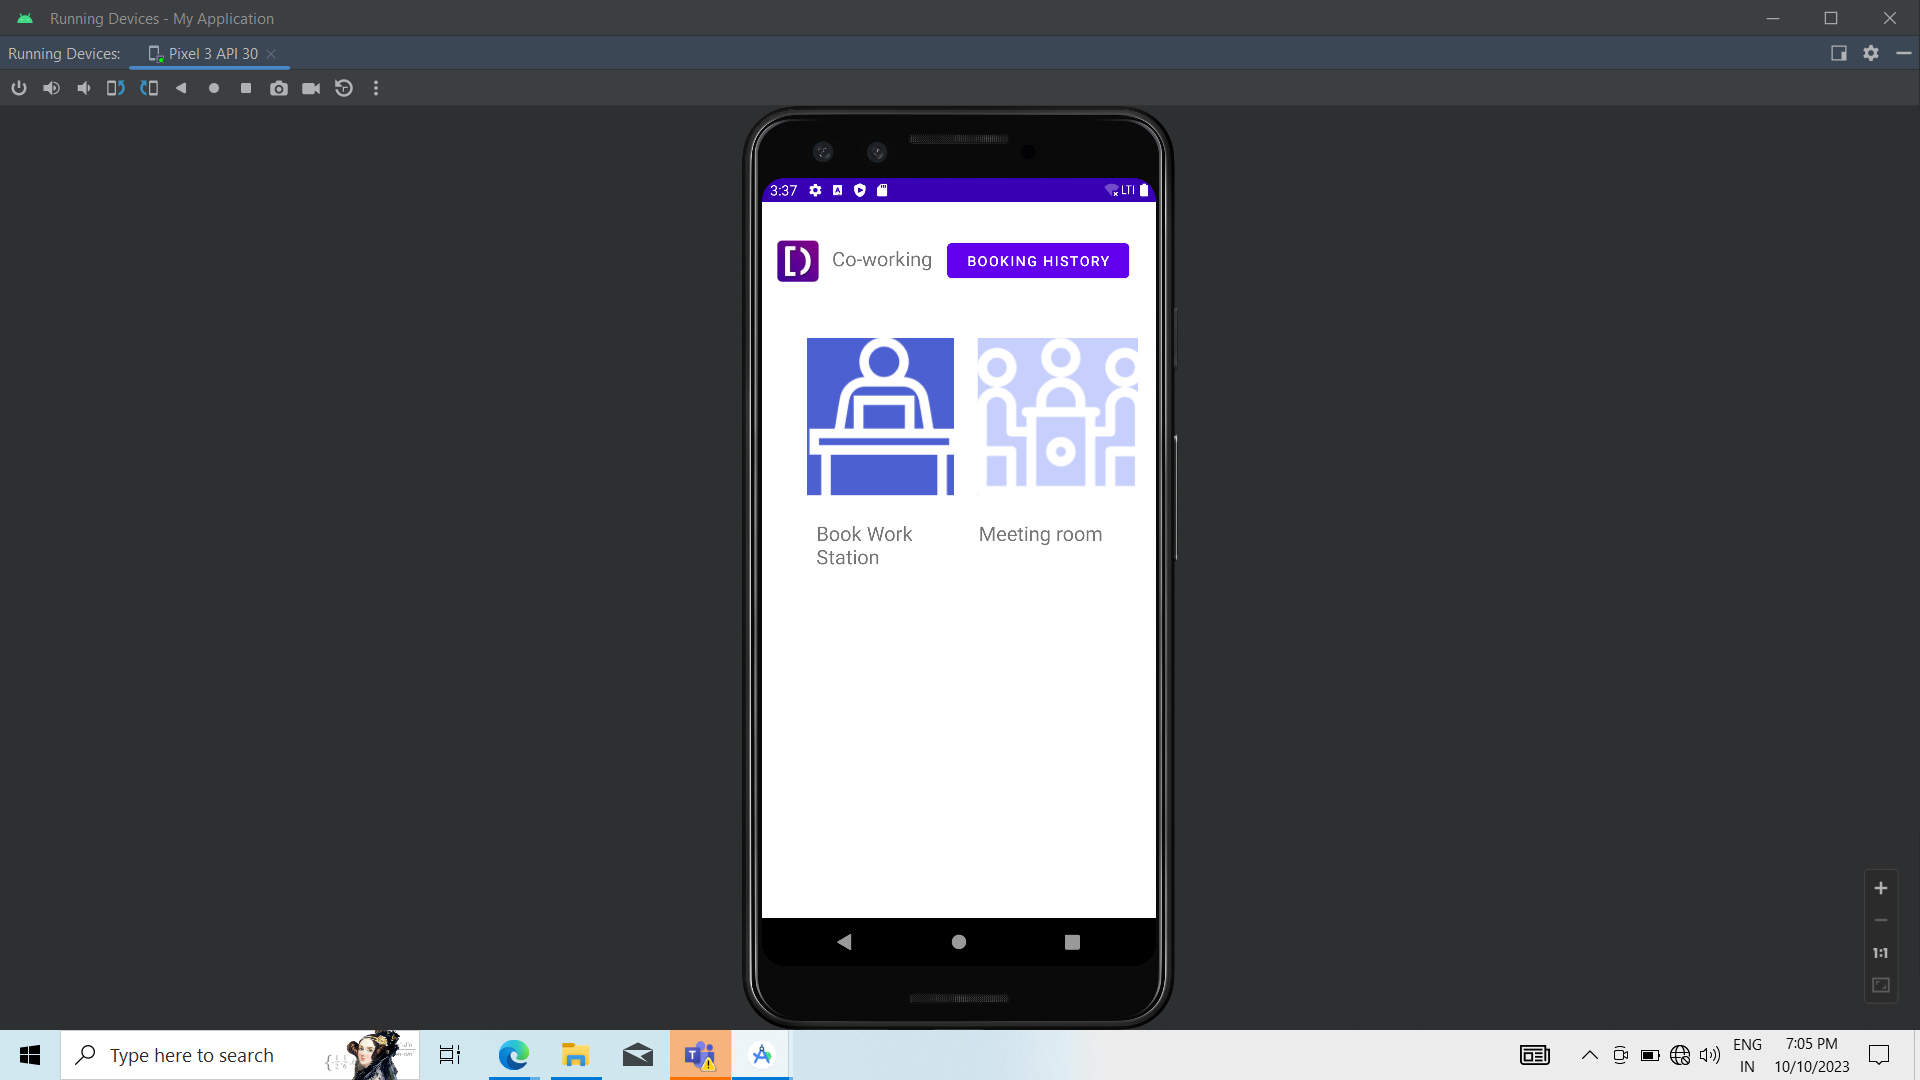 Running Devices - My Application
Running Devices:
Pixel 3 API 30
3:37
LTI
Co-working
BOOKING HISTORY
Book Work
Station
Meeting room
1:1
Type here to search
ENG
IN
7:05 PM
10/10/2023